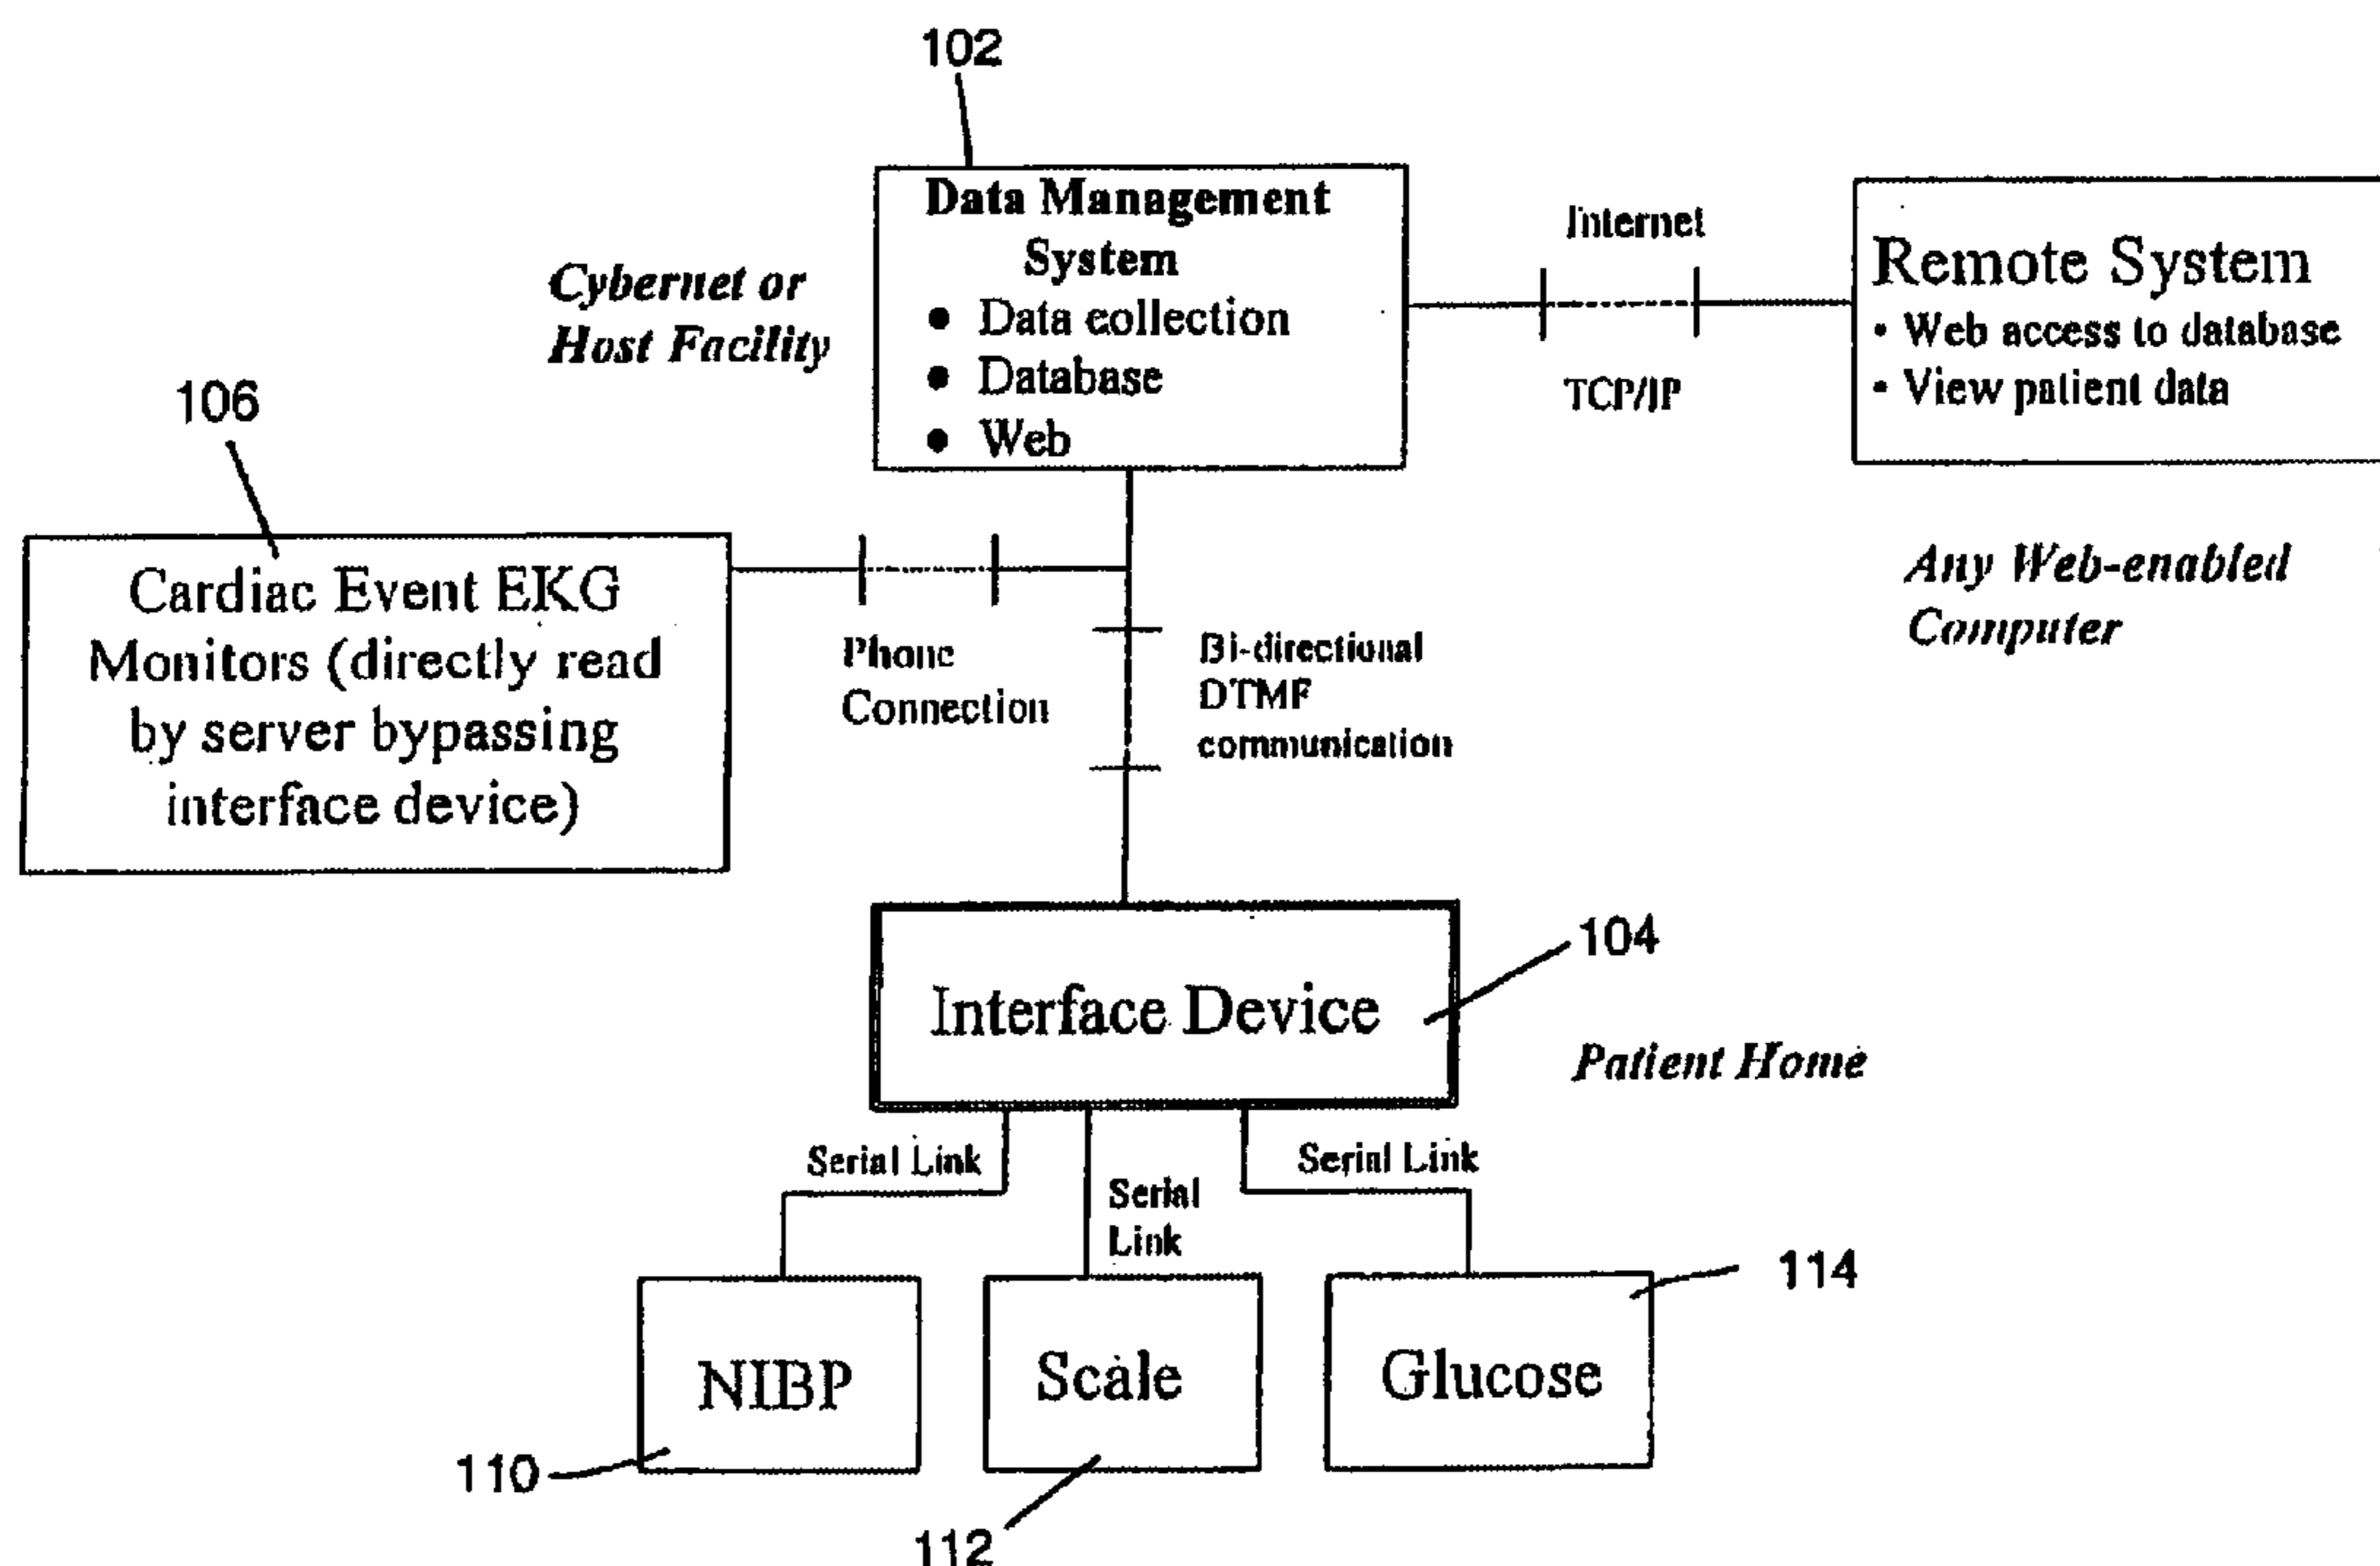 102
Data Management
System
● Data collection
● Database
● Web
Cybernet or
Host Facility
Internet
TCP/IP
Remote System
• Web access to database
• View patient data
Any Web-enabled
Computer
106
Cardiac Event EKG
Monitors (directly read
by server bypassing
interface device)
Phone
Connection
Bi-directional
DTMF
communication
Interface Device
104
Patient Home
Serial Link
Serial
Link
Serial Link
NIBP
110
Scale
112
Glucose
114